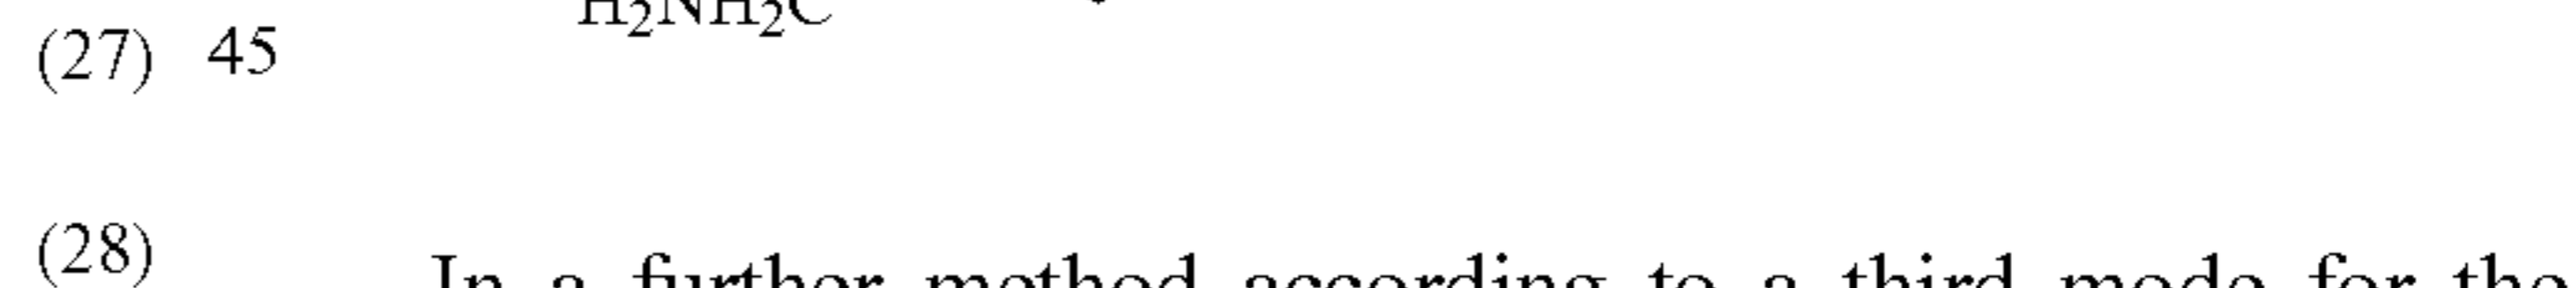 H₂NH₂C
(27) 45
(28)
In a further method according to a third mode for the